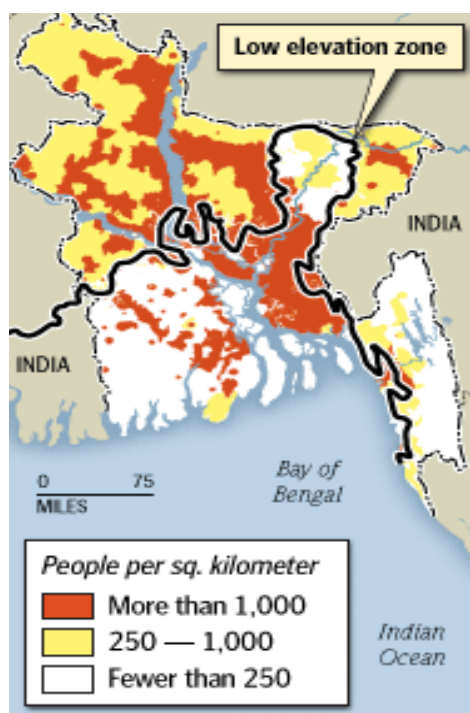 Low elevation zone
INDIA
INDIA
Bay of
Bengal
0 75
MILES
People per sq. kilometer
More than 1,000
250 — 1,000
Fewer than 250
Indian
Ocean